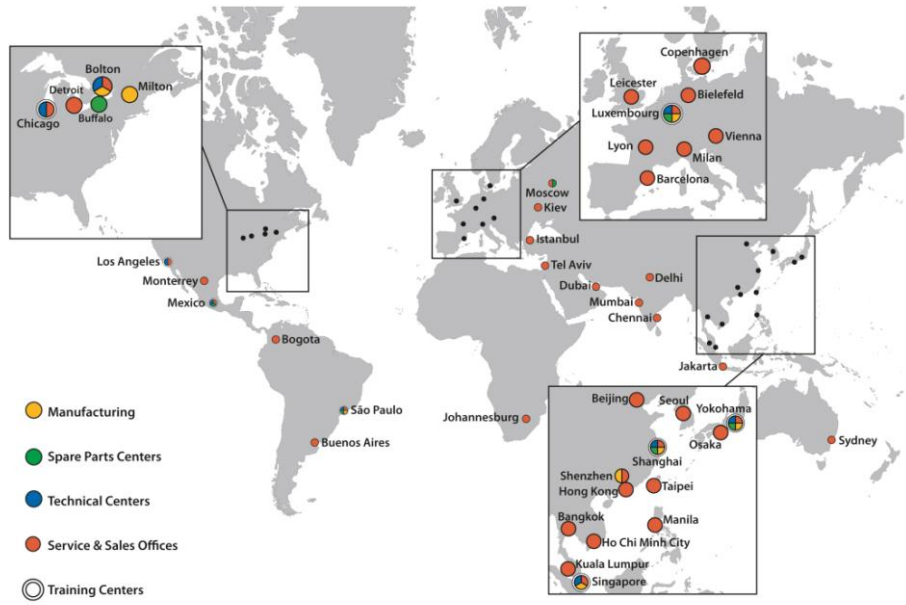 Bolton
Detroit
Milton
Chicago
Buffalo
Copenhagen
Leicester
Bielefeld
Luxembourg
Vienna
Lyon
Milan
Barcelona
Moscow
Kiev
Istanbul
Los Angeles
Monterrey
Mexico
Tel Aviv
Delhi
Dubai
Mumbai
Chennai
Bogota
Jakarta
São Paulo
Johannesburg
Buenos Aires
Sydney
Beijing
Seoul
Yokohama
Osaka
Shanghai
Shenzhen
Hong Kong
Taipei
Bangkok
Manila
Ho Chi Minh City
Kuala Lumpur
Singapore
Manufacturing
Spare Parts Centers
Technical Centers
Service & Sales Offices
Training Centers